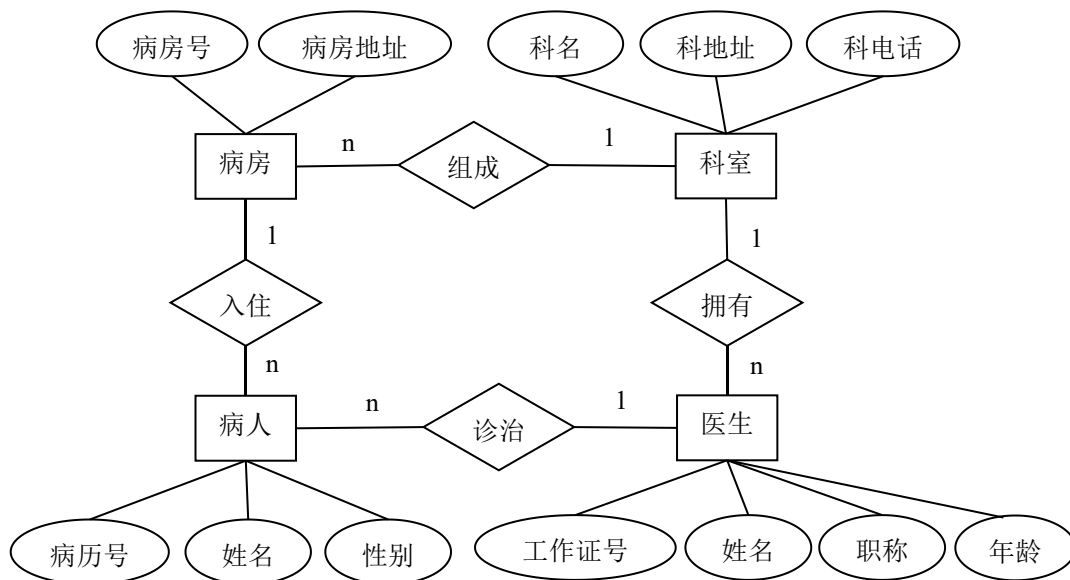 病房号 病房地址 科名 科地址 科电话
病房 n 组成 1 科室
1 1
入住 拥有
n n
病人 n 诊治 1 医生
病历号 姓名 性别 工作证号 姓名 职称 年龄